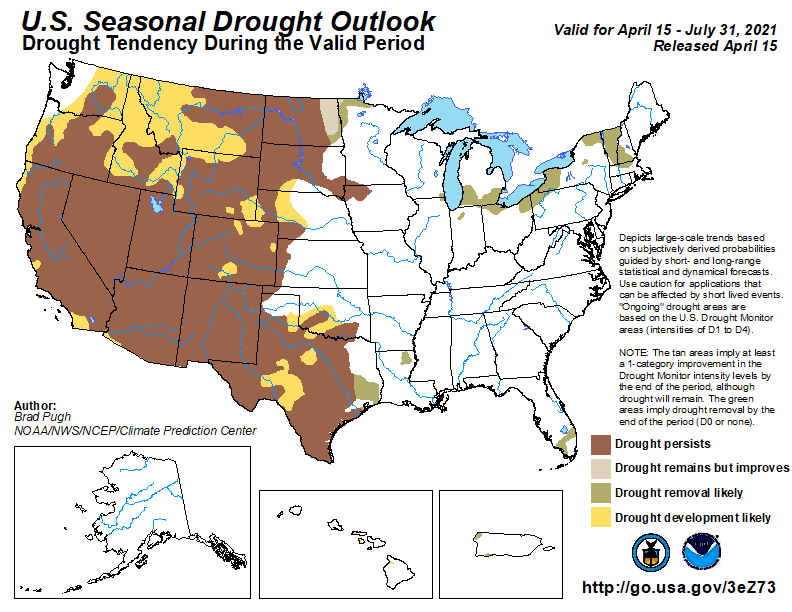 U.S. Seasonal Drought Outlook
Drought Tendency During the Valid Period
Valid for April 15 - July 31, 2021
Released April 15
Depicts large-scale trends based
on subjectively derived probabilities
guided by short- and long-range
statistical and dynamical forecasts.
Use caution for applications that
can be affected by short lived events.
"Ongoing" drought areas are
based on the U.S. Drought Monitor
areas (intensities of D1 to D4).
NOTE: The tan areas imply at least
a 1-category improvement in the
Drought Monitor intensity levels by
the end of the period, although
drought will remain. The green
areas imply drought removal by the
end of the period (D0 or none).
Author:
Brad Pugh
NOAA/NWS/NCEP/Climate Prediction Center
Drought persists
Drought remains but improves
Drought removal likely
Drought development likely
http://go.usa.gov/3eZ73